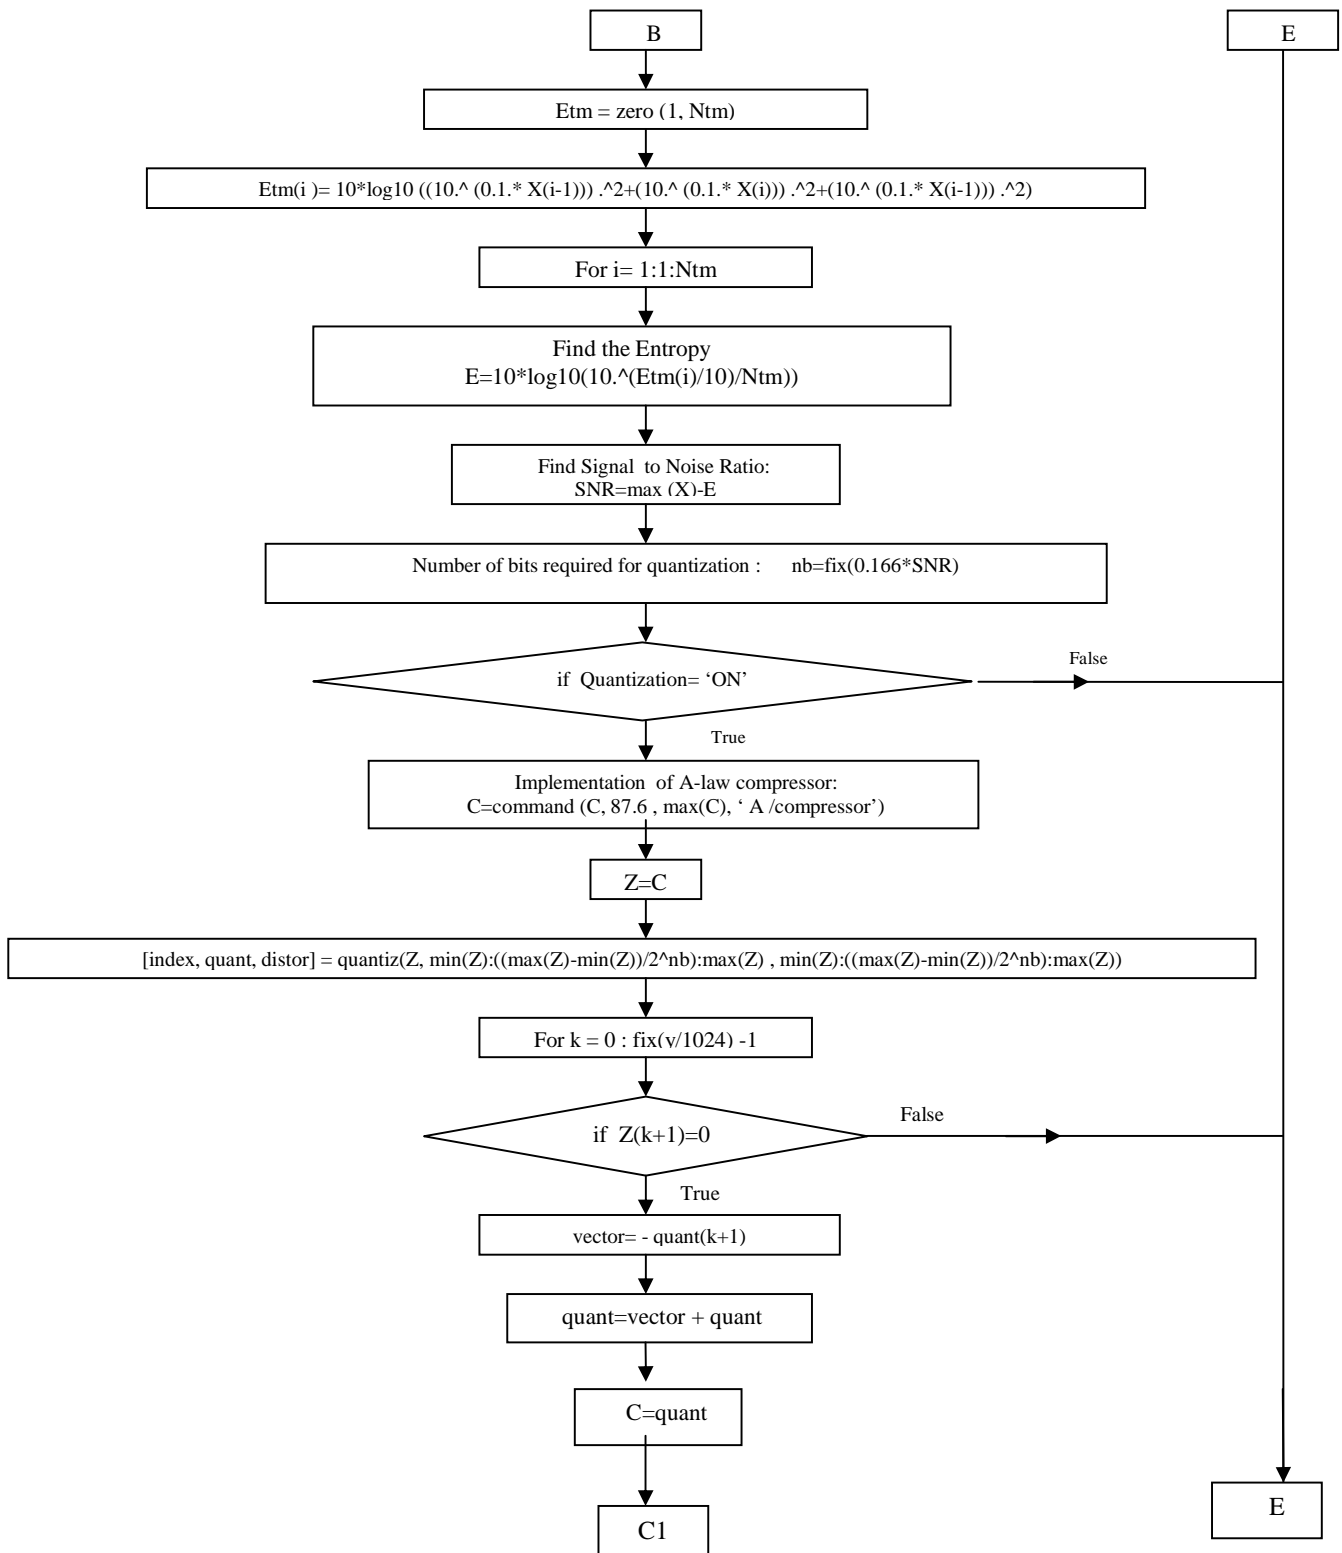 B
E
Etm = zero (1, Ntm)
Etm(i )= 10*log10 ((10.^ (0.1.* X(i-1))) .^2+(10.^ (0.1.* X(i))) .^2+(10.^ (0.1.* X(i-1))) .^2)
For i= 1:1:Ntm
Find the Entropy
E=10*log10(10.^(Etm(i)/10)/Ntm))
Find Signal to Noise Ratio:
SNR=max (X)-E
Number of bits required for quantization : nb=fix(0.166*SNR)
if Quantization= ‘ON’
False
True
Implementation of A-law compressor:
C=command (C, 87.6 , max(C), ‘ A /compressor’)
Z=C
[index, quant, distor] = quantiz(Z, min(Z):((max(Z)-min(Z))/2^nb):max(Z) , min(Z):((max(Z)-min(Z))/2^nb):max(Z))
For k = 0 : fix(y/1024) -1
if Z(k+1)=0
False
True
vector= - quant(k+1)
quant=vector + quant
C=quant
C1
E